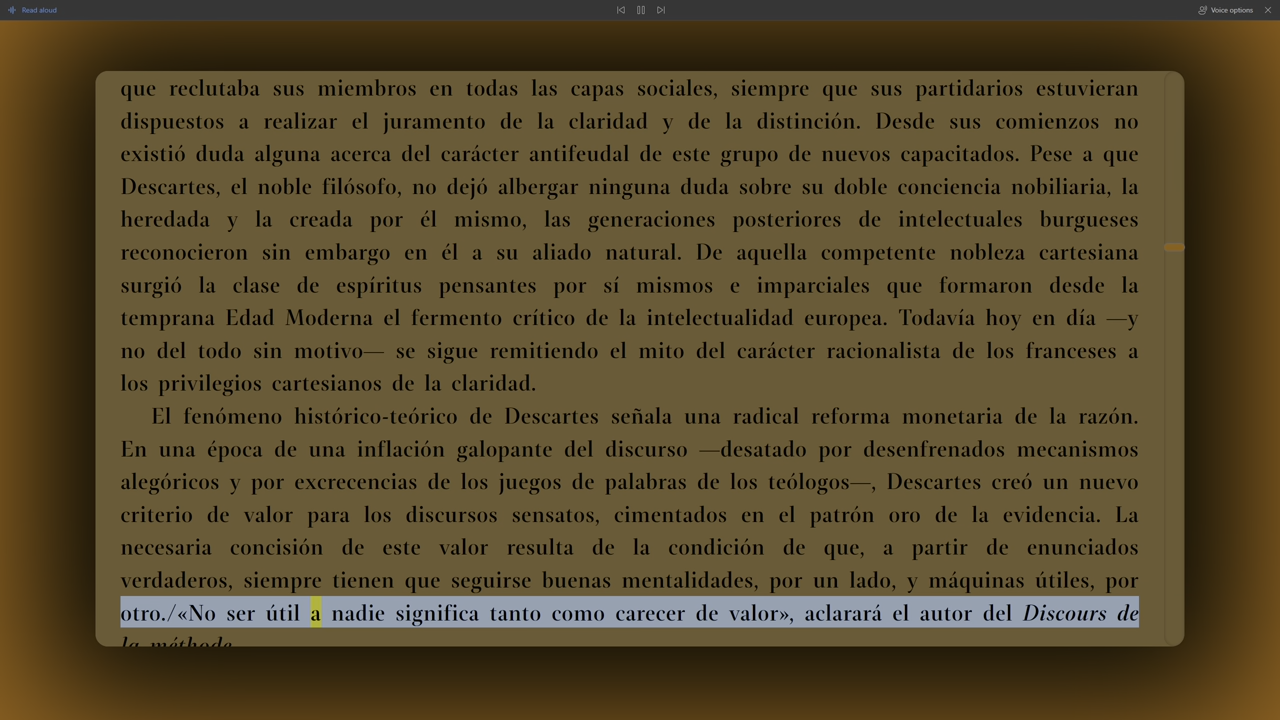 Read aloud
Voice options
que reclutaba sus miembros en todas las capas sociales, siempre que sus partidarios estuvieran
dispuestos a realizar el juramento de la claridad y de la distinción. Desde sus comienzos no
existió duda alguna acerca del carácter antifeudal de este grupo de nuevos capacitados. Pese a que
Descartes, el noble filósofo, no dejó albergar ninguna duda sobre su doble conciencia nobiliaria, la
heredada y la creada por él mismo, las generaciones posteriores de intelectuales burgueses
reconocieron sin embargo en él a su aliado natural. De aquella competente nobleza cartesiana
surgió la clase de espíritus pensantes por sí mismos e imparciales que formaron desde la
temprana Edad Moderna el fermento crítico de la intelectualidad europea. Todavía hoy en día —y
no del todo sin motivo— se sigue remitiendo el mito del carácter racionalista de los franceses a
los privilegios cartesianos de la claridad.
El fenómeno histórico-teórico de Descartes señala una radical reforma monetaria de la razón.
En una época de una inflación galopante del discurso —desatado por desenfrenados mecanismos
alegóricos y por excrecencias de los juegos de palabras de los teólogos—, Descartes creó un nuevo
criterio de valor para los discursos sensatos, cimentados en el patrón oro de la evidencia. La
necesaria concisión de este valor resulta de la condición de que, a partir de enunciados
verdaderos, siempre tienen que seguirse buenas mentalidades, por un lado, y máquinas útiles, por
otro./«No ser útil a nadie significa tanto como carecer de valor», aclarará el autor del Discours de
la méthode